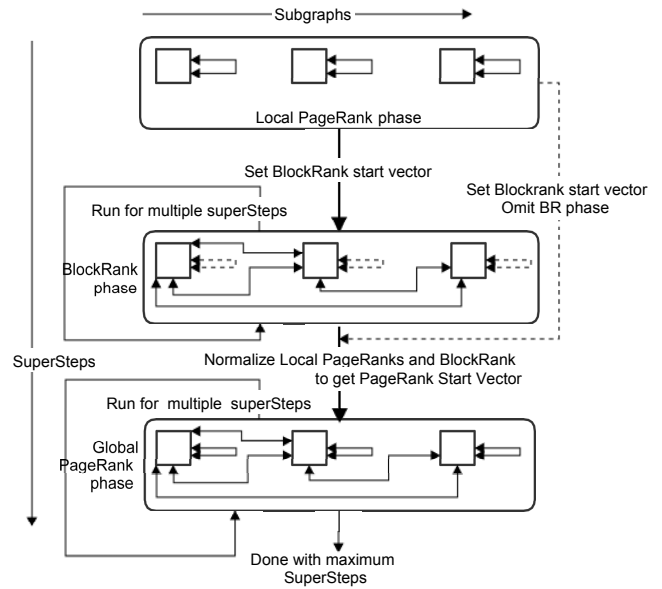 Subgraphs
Local PageRank phase
Set BlockRank start vector
Set Blockrank start vector
Omit BR phase
Run for multiple superSteps
BlockRank
phase
SuperSteps
Normalize Local PageRanks and BlockRank
to get PageRank Start Vector
Run for multiple superSteps
Global
PageRank
phase
Done with maximum
SuperSteps